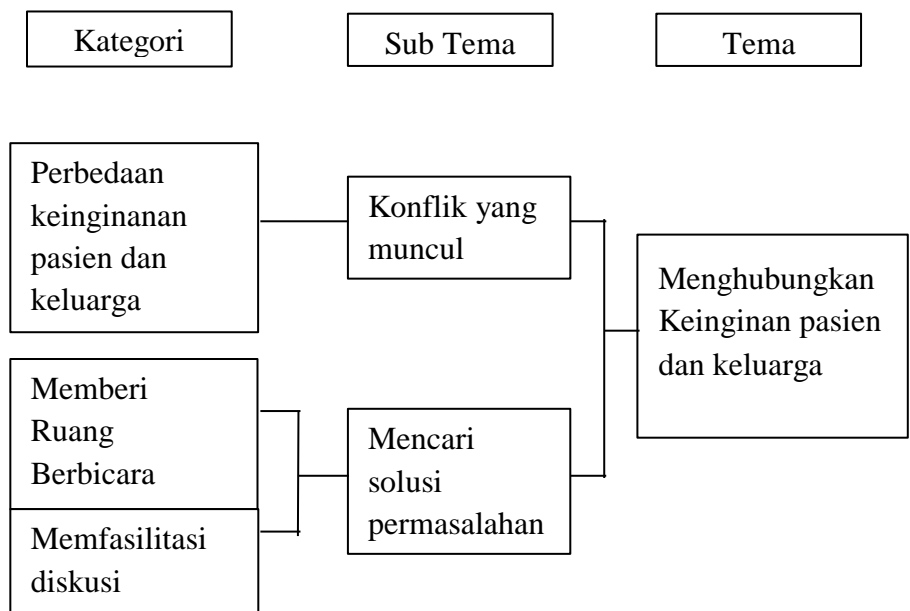 Kategori
Sub Tema
Tema
Perbedaan
keinginanan
pasien dan
keluarga
Konflik yang
muncul
Menghubungkan
Keinginan pasien
dan keluarga
Memberi
Ruang
Berbicara
Mencari
solusi
permasalahan
Memfasilitasi
diskusi